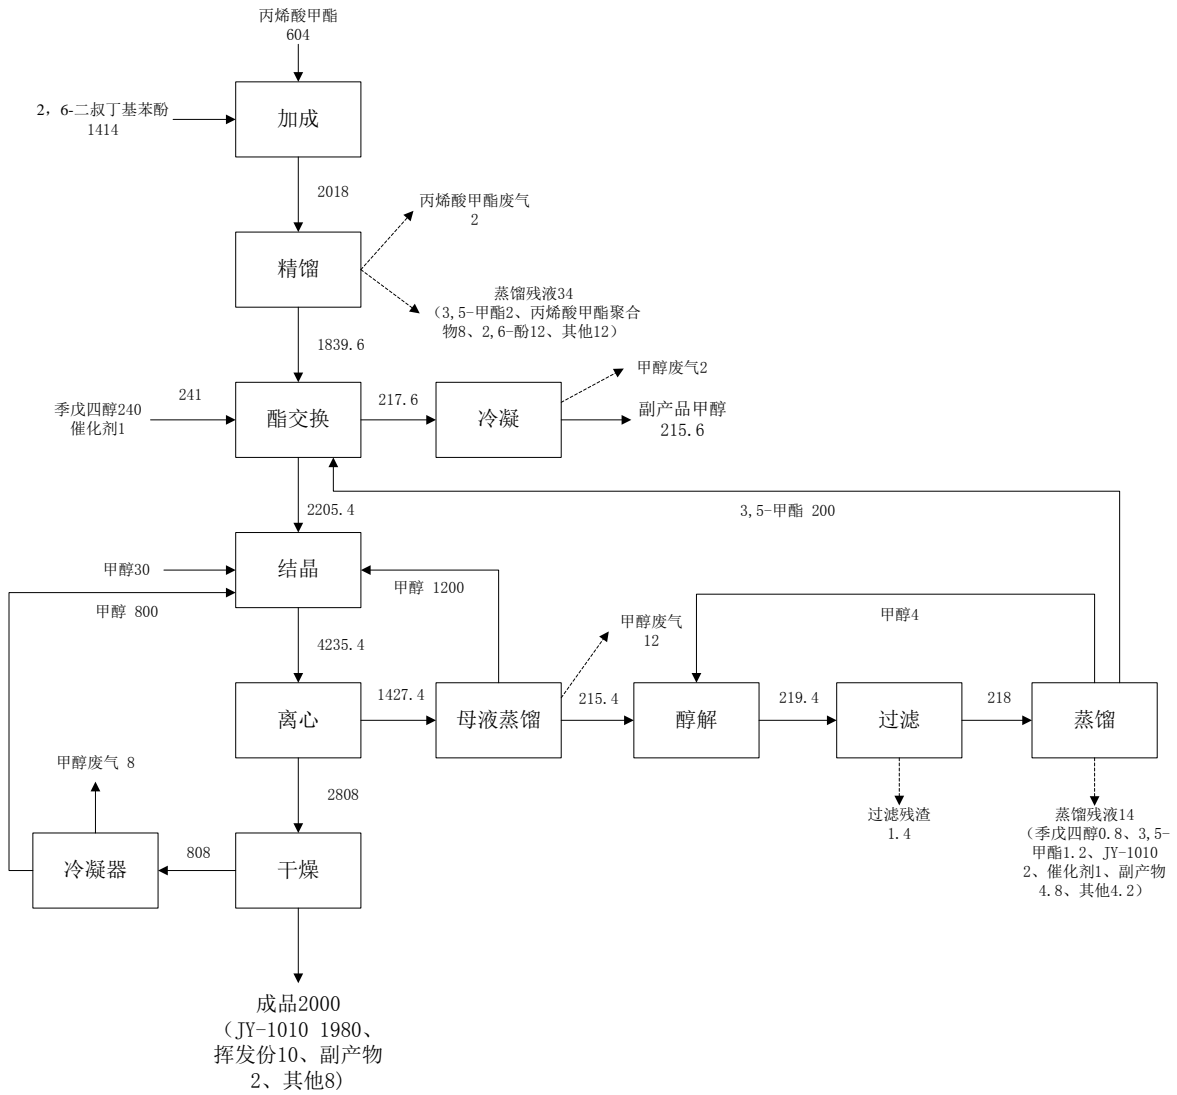 丙烯酸甲酯
604
2，6-二叔丁基苯酚
1414
加成
2018
丙烯酸甲酯废气
2
精馏
蒸馏残液34
（3,5-甲酯2、丙烯酸甲酯聚合
物8、2,6-酚12、其他12）
1839.6
甲醇废气2
季戊四醇240
催化剂1
241
酯交换
217.6
冷凝
副产品甲醇
215.6
2205.4
3,5-甲酯 200
甲醇30
结晶
甲醇 1200
甲醇 800
4235.4
甲醇废气
12
甲醇4
离心
1427.4
母液蒸馏
215.4
醇解
219.4
过滤
218
蒸馏
甲醇废气 8
2808
过滤残渣
1.4
蒸馏残液14
（季戊四醇0.8、3,5-
甲酯1.2、JY-1010
2、催化剂1、副产物
4.8、其他4.2）
冷凝器
808
干燥
成品2000
（JY-1010 1980、
挥发份10、副产物
2、其他8)